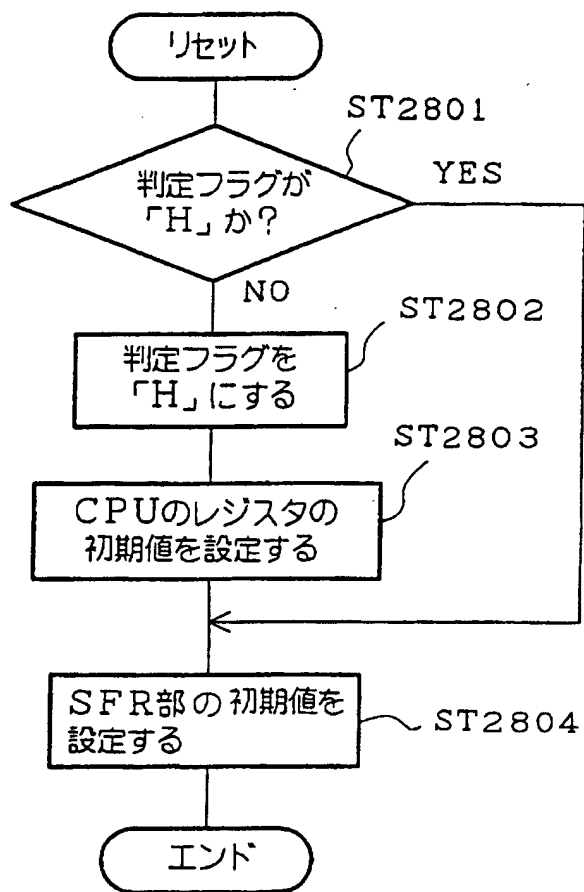 リセット
ST2801
判定フラグが
「H」か?
YES
NO
ST2802
判定フラグを
「H」にする
ST2803
CPUのレジスタの
初期値を設定する
SFR部の初期値を
設定する
ST2804
エンド